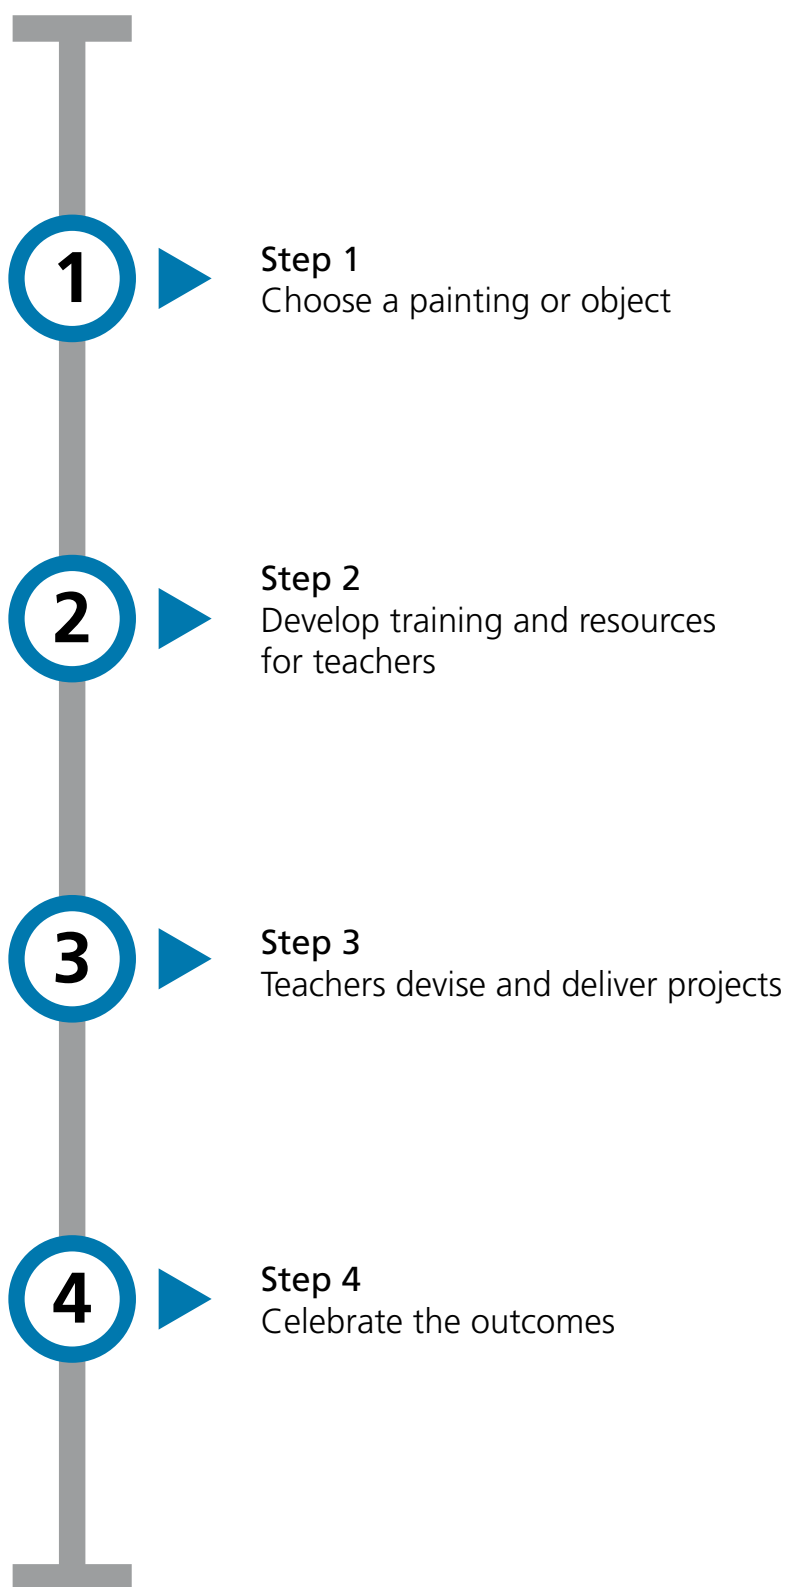 1
Step 1
Choose a painting or object
2
Step 2
Develop training and resources
for teachers
3
Step 3
Teachers devise and deliver projects
4
Step 4
Celebrate the outcomes